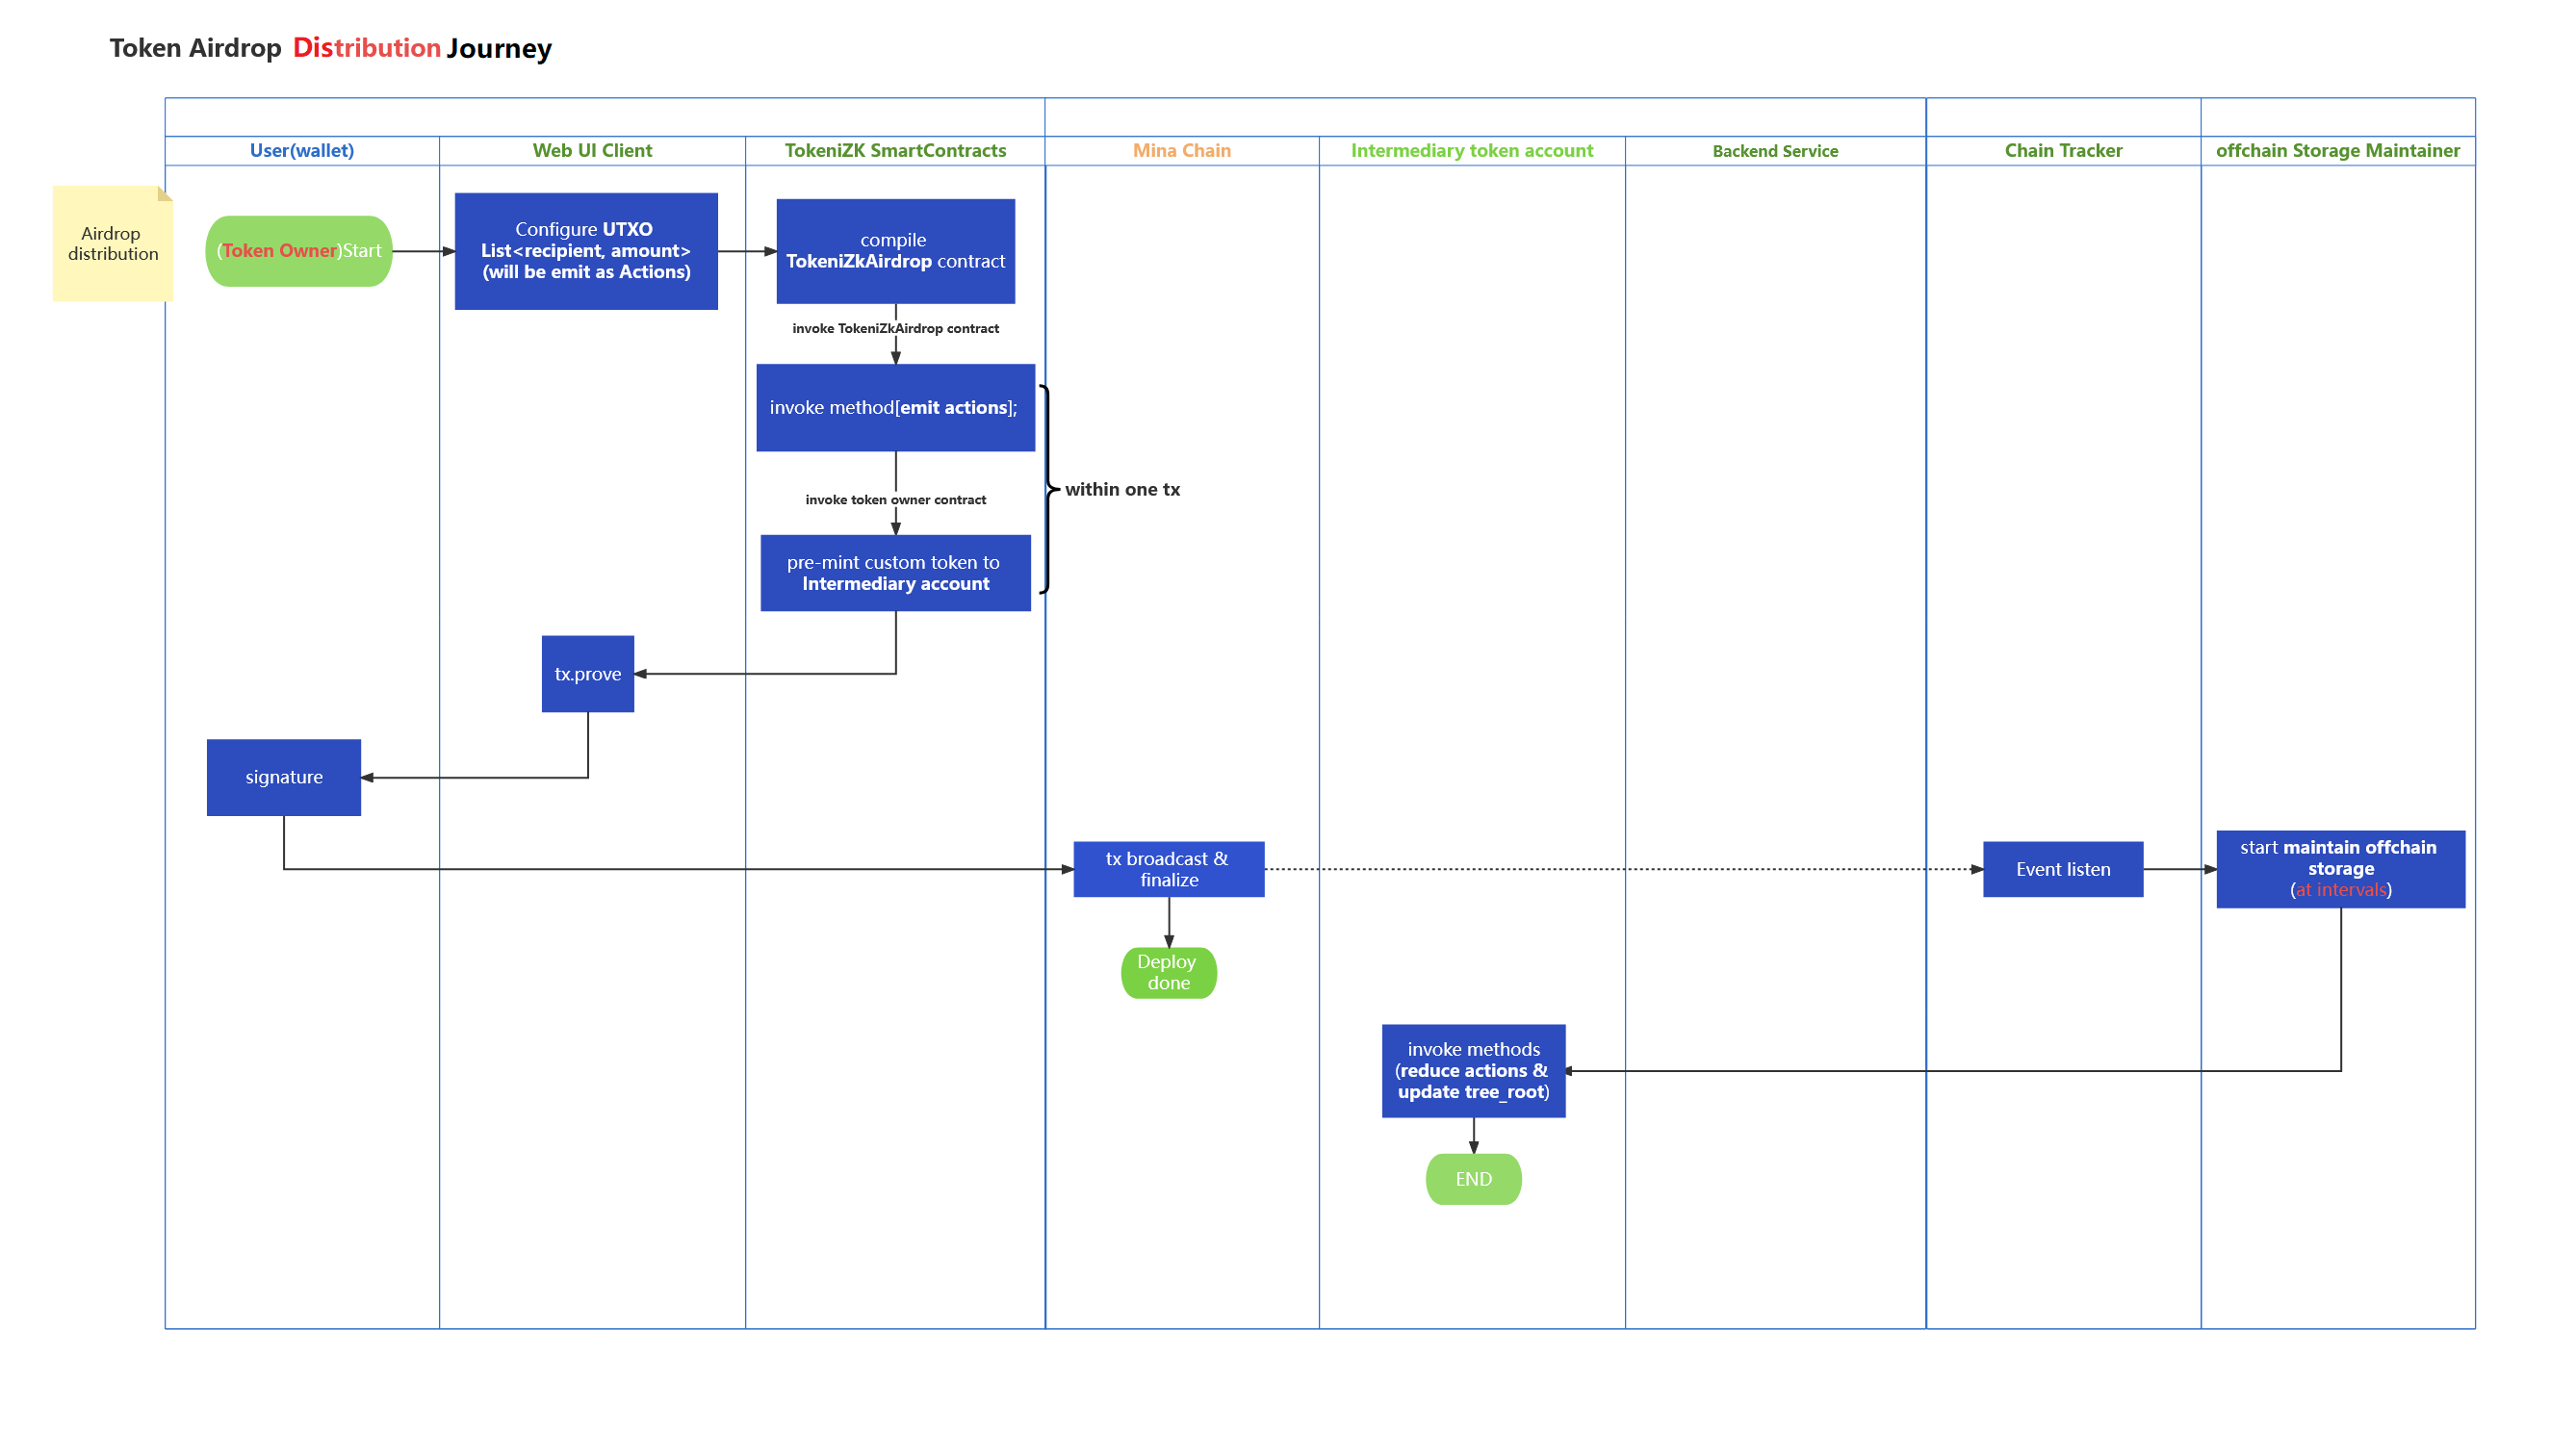 Token Airdrop Distribution Journey
User(wallet)
Web UI Client
TokeniZK SmartContracts
Mina Chain
Intermediary token account
Backend Service
Chain Tracker
offchain Storage Maintainer
Airdrop
distribution
(Token Owner)Start
Configure UTXO
List<recipient, amount>
(will be emit as Actions)
compile
TokeniZkAirdrop contract
invoke TokeniZkAirdrop contract
invoke method[emit actions];
within one tx
invoke token owner contract
pre-mint custom token to
Intermediary account
tx.prove
signature
tx broadcast &
finalize
Event listen
start maintain offchain
storage
(at intervals)
Deploy
done
invoke methods
(reduce actions &
update tree_root)
END